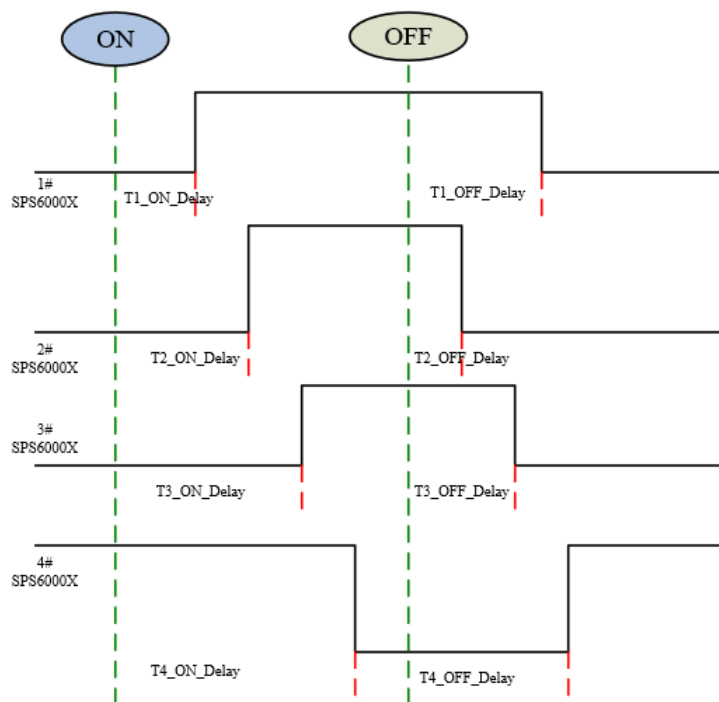 ON
OFF
1#
SPS6000X
T1_ON_Delay
T1_OFF_Delay
2#
SPS6000X
T2_ON_Delay
T2_OFF_Delay
3#
SPS6000X
T3_ON_Delay
T3_OFF_Delay
4#
SPS6000X
T4_ON_Delay
T4_OFF_Delay